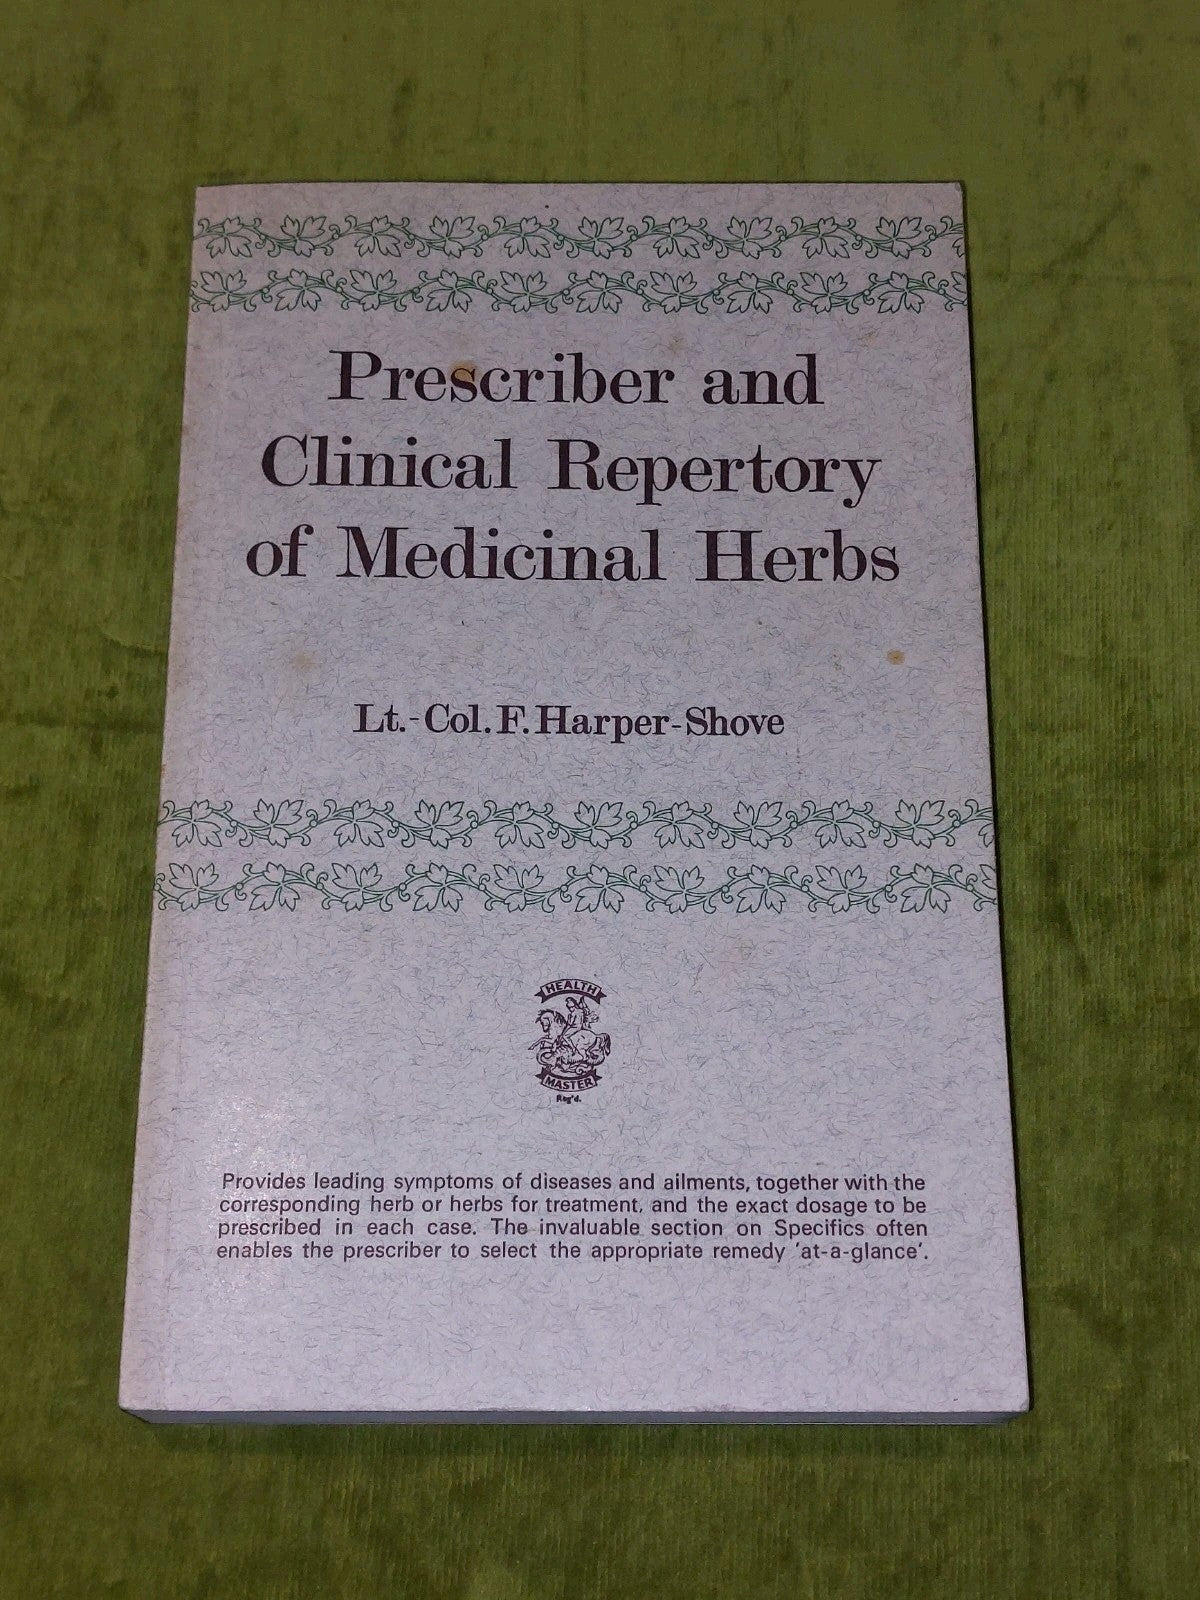 Prescriber and
Clinical Repertory
of Medicinal Herbs
Lt.-Col. F. Harper-Shove
HEALTH
MASTER
Reg'd.
Provides leading symptoms of diseases and ailments, together with the
corresponding herb or herbs for treatment, and the exact dosage to be
prescribed in each case. The invaluable section on Specifics often
enables the prescriber to select the appropriate remedy 'at-a-glance'.